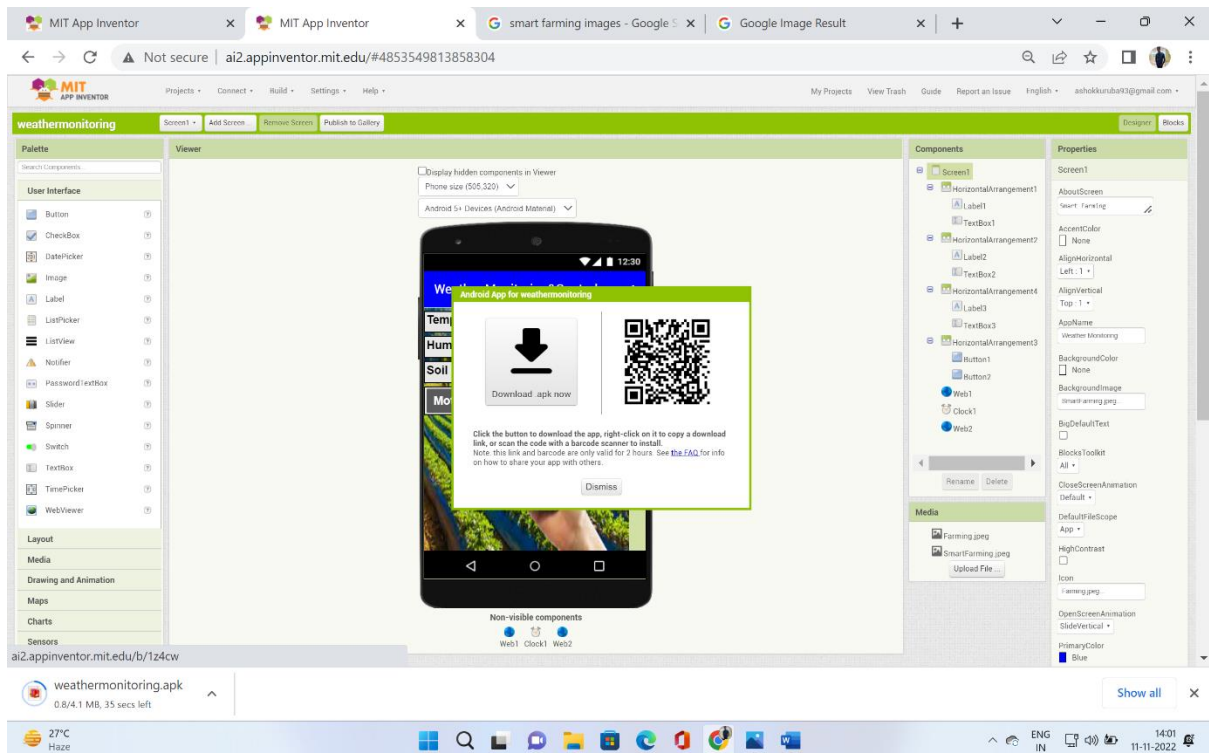 MIT App Inventor
MIT App Inventor
smart farming images - Google S
Google Image Result
Not secure | ai2.appinventor.mit.edu/#4853549813858304
MIT
APP INVENTOR
Projects Connect Build Settings Help
My Projects View Trash Guide Report an Issue English ashokkuruba93@gmail.com
weathermonitoring
Screen1 Add Screen ... Remove Screen Publish to Gallery
Designer Blocks
Palette
Search Components...
User Interface
Button
CheckBox
DatePicker
Image
Label
ListPicker
ListView
Notifier
PasswordTextBox
Slider
Spinner
Switch
TextBox
TimePicker
WebViewer
Layout
Media
Drawing and Animation
Maps
Charts
Sensors
ai2.appinventor.mit.edu/b/1z4cw
Viewer
Display hidden components in Viewer
Phone size (505,320)
Android 5+ Devices (Android Material)
12:30
Android App for weathermonitoring
Hum
Soil
Download .apk now
Click the button to download the app, right-click on it to copy a download
link, or scan the code with a barcode scanner to install.
Note: this link and barcode are only valid for 2 hours. See the FAQ for info
on how to share your app with others.
Dismiss
Non-visible components
Web1 Clock1 Web2
Components
Screen1
HorizontalArrangement1
Label1
TextBox1
HorizontalArrangement2
Label2
TextBox2
HorizontalArrangement4
Label3
TextBox3
HorizontalArrangement3
Button1
Button2
Web1
Clock1
Web2
Rename Delete
Media
Farming.jpeg
SmartFarming.jpeg
Upload File ...
Properties
Screen1
AboutScreen
Smart Farming
AccentColor
None
AlignHorizontal
Left : 1
AlignVertical
Top : 1
AppName
Weather Monitoring
BackgroundColor
None
BackgroundImage
SmartFarming.jpeg...
BigDefaultText
BlocksToolkit
All
CloseScreenAnimation
Default
DefaultFileScope
App
HighContrast
Icon
Farming.jpeg...
OpenScreenAnimation
SlideVertical
PrimaryColor
Blue
weathermonitoring.apk
0.8/4.1 MB, 35 secs left
Show all
27°C
Haze
ENG
IN
14:01
11-11-2022